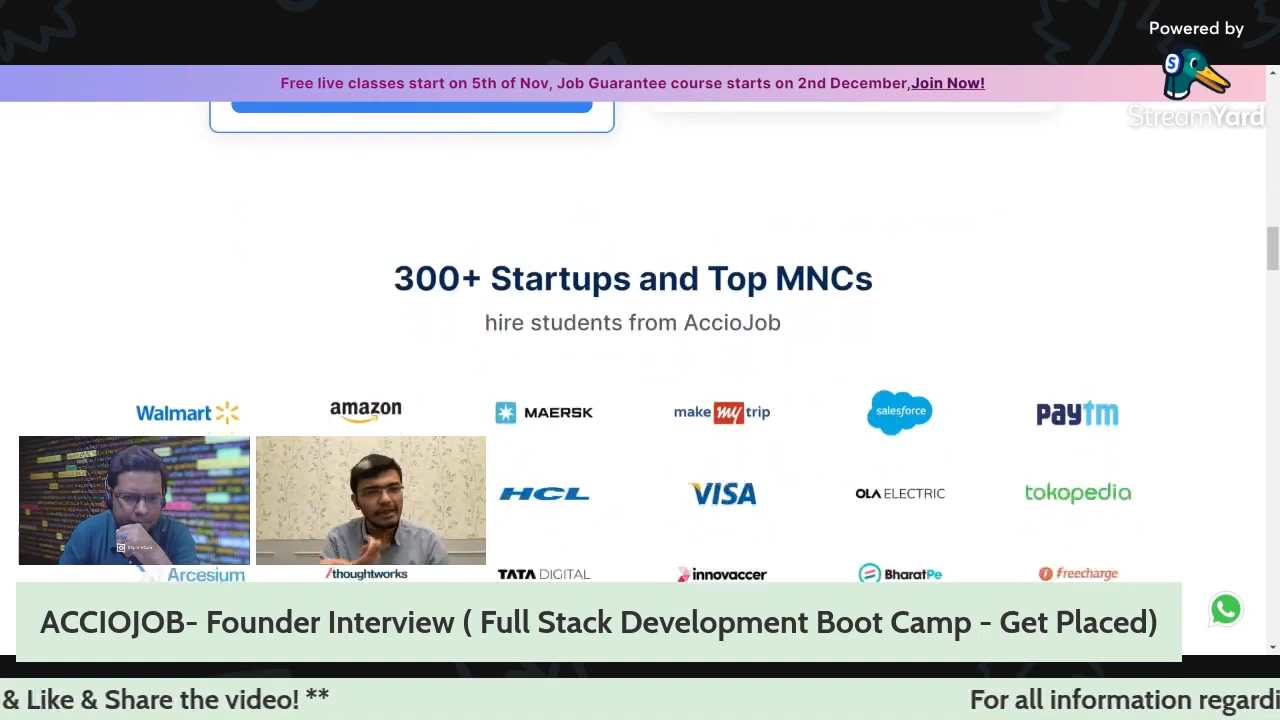 Powered by
StreamYard
Free live classes start on 5th of Nov, Job Guarantee course starts on 2nd December,Join Now!
300+ Startups and Top MNCs
hire students from AccioJob
Walmart amazon MAERSK make my trip salesforce paytm
HCL VISA OLA ELECTRIC tokopedia
Arcesium /thoughtworks TATA DIGITAL innovaccer BharatPe freecharge
ACCIOJOB- Founder Interview ( Full Stack Development Boot Camp - Get Placed)
& Like & Share the video! ** For all information regardi